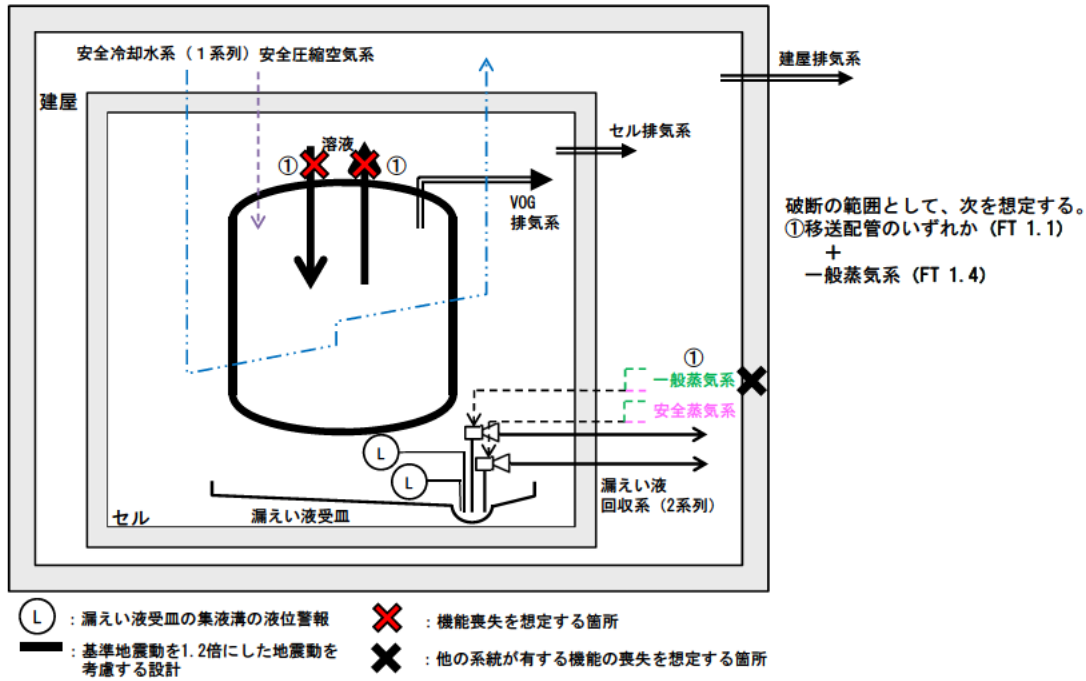 安全冷却水系（１系列）安全圧縮空気系
建屋排気系
建屋
セル排気系
溶液
①
①
VOG
排気系
破断の範囲として、次を想定する。
①移送配管のいずれか（FT 1.1）
＋
一般蒸気系（FT 1.4）
①
一般蒸気系
安全蒸気系
L
L
漏えい液
回収系（2系列）
セル
漏えい液受皿
L
：漏えい液受皿の集液溝の液位警報
：機能喪失を想定する箇所
：基準地震動を1.2倍にした地震動を
考慮する設計
：他の系統が有する機能の喪失を想定する箇所